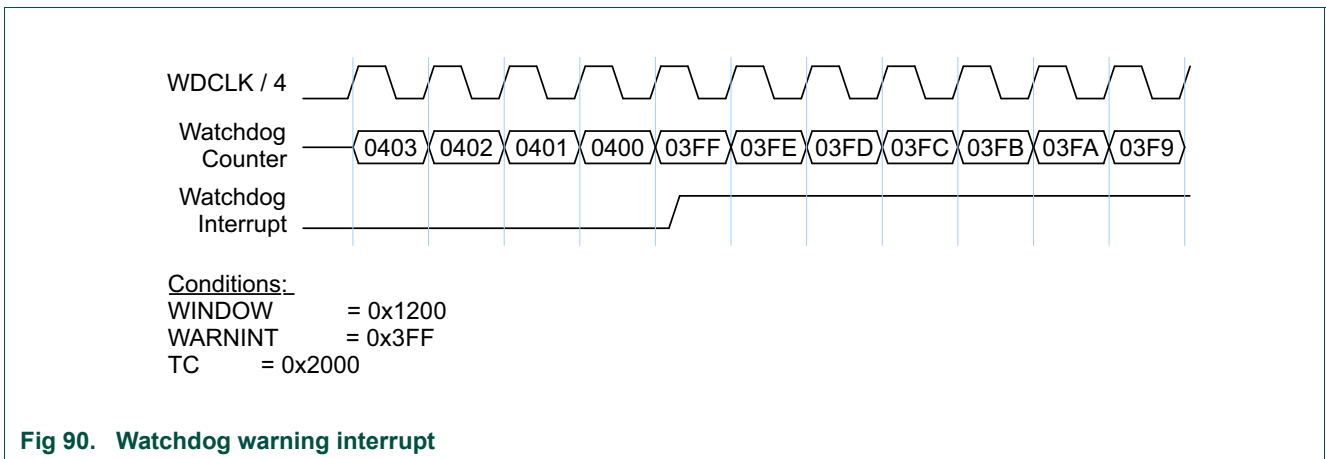 WDCLK / 4
Watchdog
Counter
0403 0402 0401 0400 03FF 03FE 03FD 03FC 03FB 03FA 03F9
Watchdog
Interrupt
Conditions:
WINDOW = 0x1200
WARNINT = 0x3FF
TC = 0x2000
Fig 90. Watchdog warning interrupt